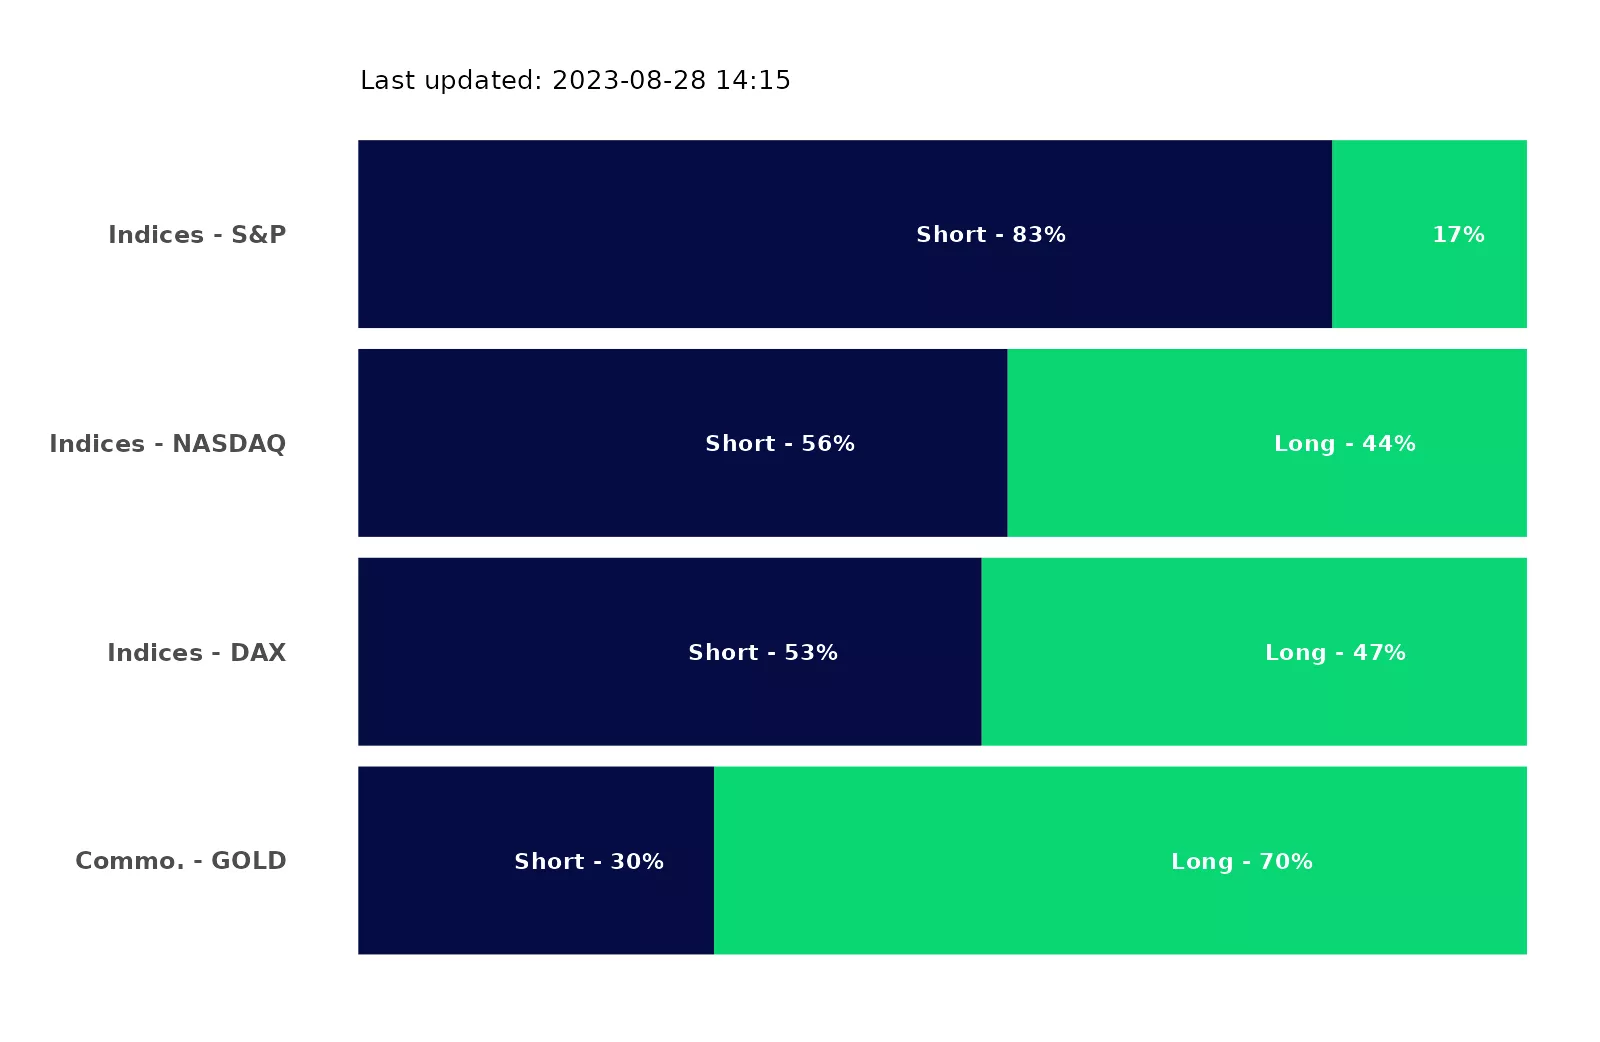 Last updated: 2023-08-28 14:15
Indices - S&P Short - 83% 17%
Indices - NASDAQ Short - 56% Long - 44%
Indices - DAX Short - 53% Long - 47%
Commo. - GOLD Short - 30% Long - 70%